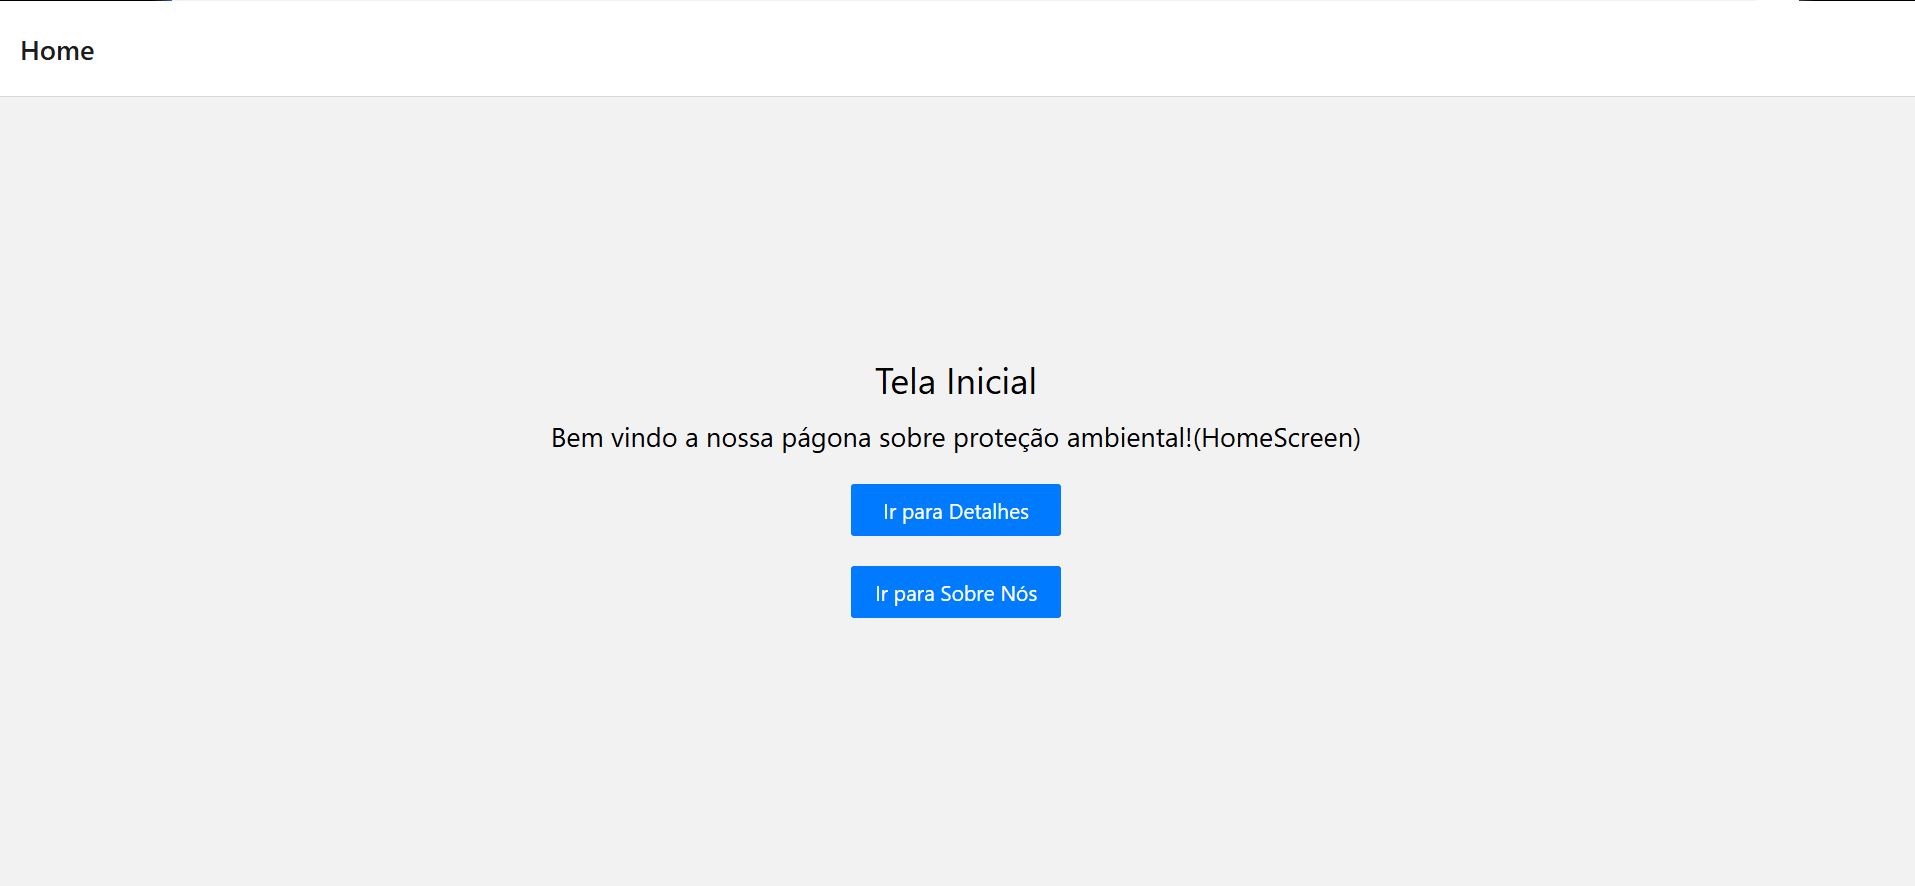 Home
Tela Inicial
Bem vindo a nossa págona sobre proteção ambiental!(HomeScreen)
Ir para Detalhes
Ir para Sobre Nós